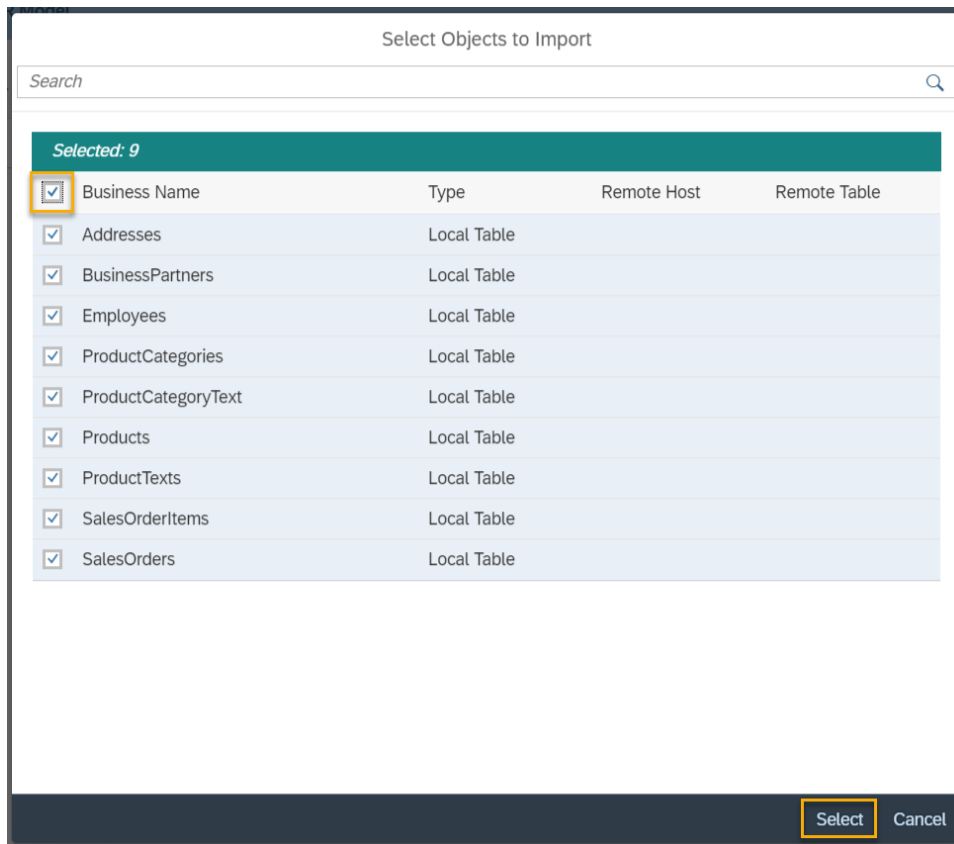 Model
Select Objects to Import
Search
Selected: 9
Business Name Type Remote Host Remote Table
Addresses Local Table
BusinessPartners Local Table
Employees Local Table
ProductCategories Local Table
ProductCategoryText Local Table
Products Local Table
ProductTexts Local Table
SalesOrderItems Local Table
SalesOrders Local Table
Select Cancel